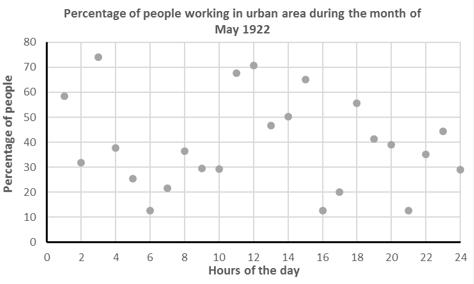 Percentage of people working in urban area during the month of
May 1922
Percentage of people
80
70
60
50
40
30
20
10
0
0 2 4 6 8 10 12 14 16 18 20 22 24
Hours of the day